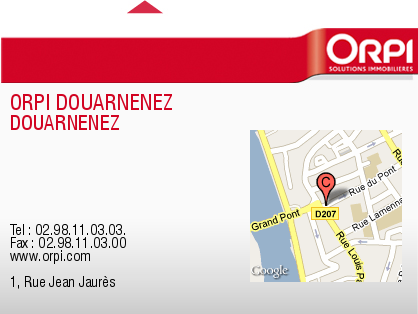 ORPI
SOLUTIONS IMMOBILIÈRES
ORPI DOUARNENEZ
DOUARNENEZ
C
Rue du Pont
Grand Pont
D207
Rue Lamenna
Rue Louis Pa
Google
Tel : 02.98.11.03.03.
Fax : 02.98.11.03.00
www.orpi.com
1, Rue Jean Jaurès